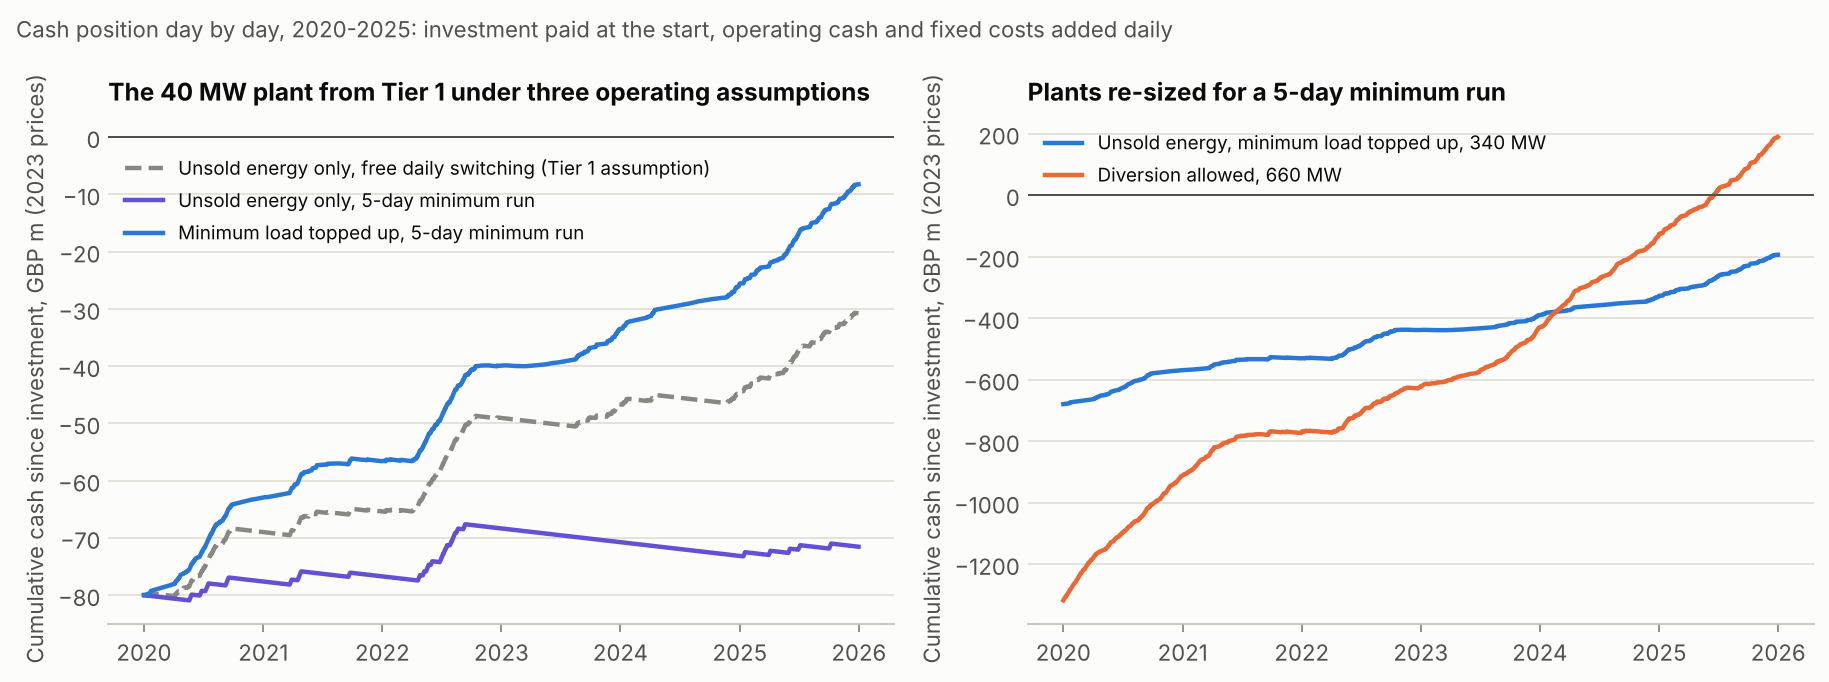 Cash position day by day, 2020-2025: investment paid at the start, operating cash and fixed costs added daily
The 40 MW plant from Tier 1 under three operating assumptions
Cumulative cash since investment, GBP m (2023 prices)
0
−10
−20
−30
−40
−50
−60
−70
−80
Unsold energy only, free daily switching (Tier 1 assumption)
Unsold energy only, 5-day minimum run
Minimum load topped up, 5-day minimum run
2020 2021 2022 2023 2024 2025 2026
Plants re-sized for a 5-day minimum run
Cumulative cash since investment, GBP m (2023 prices)
200
0
−200
−400
−600
−800
−1000
−1200
Unsold energy, minimum load topped up, 340 MW
Diversion allowed, 660 MW
2020 2021 2022 2023 2024 2025 2026